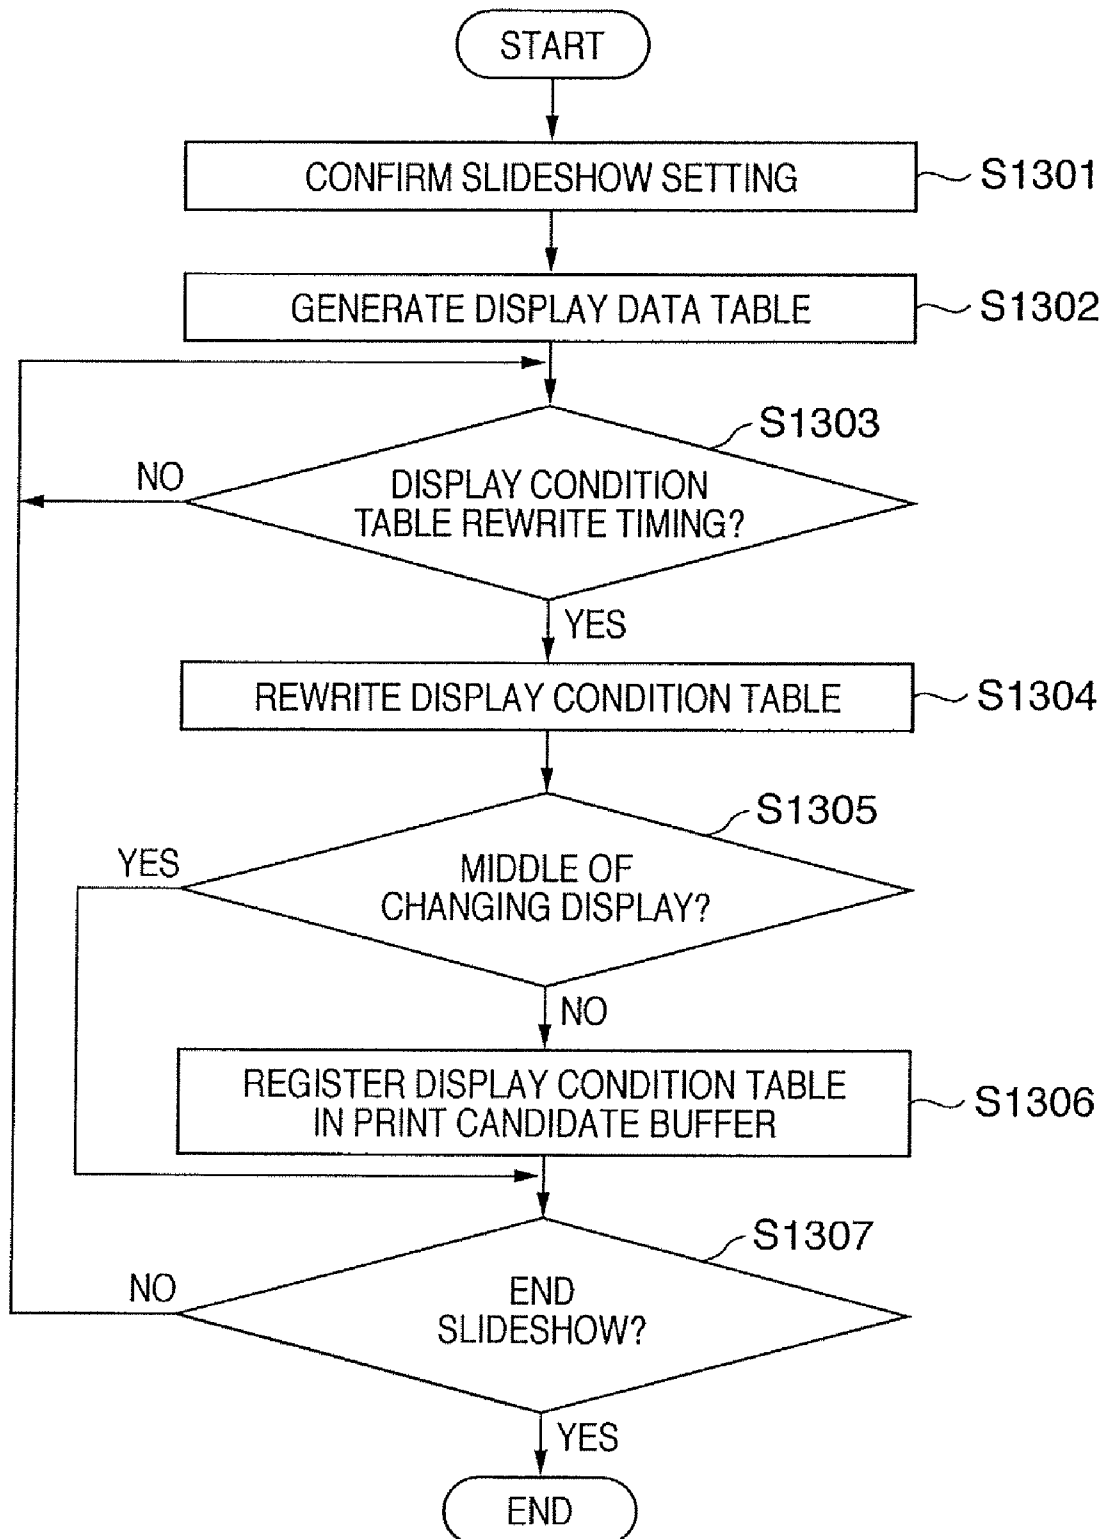 START
CONFIRM SLIDESHOW SETTING
S1301
GENERATE DISPLAY DATA TABLE
S1302
S1303
NO
DISPLAY CONDITION
TABLE REWRITE TIMING?
YES
REWRITE DISPLAY CONDITION TABLE
S1304
S1305
YES
MIDDLE OF
CHANGING DISPLAY?
NO
REGISTER DISPLAY CONDITION TABLE
IN PRINT CANDIDATE BUFFER
S1306
S1307
NO
END
SLIDESHOW?
YES
END